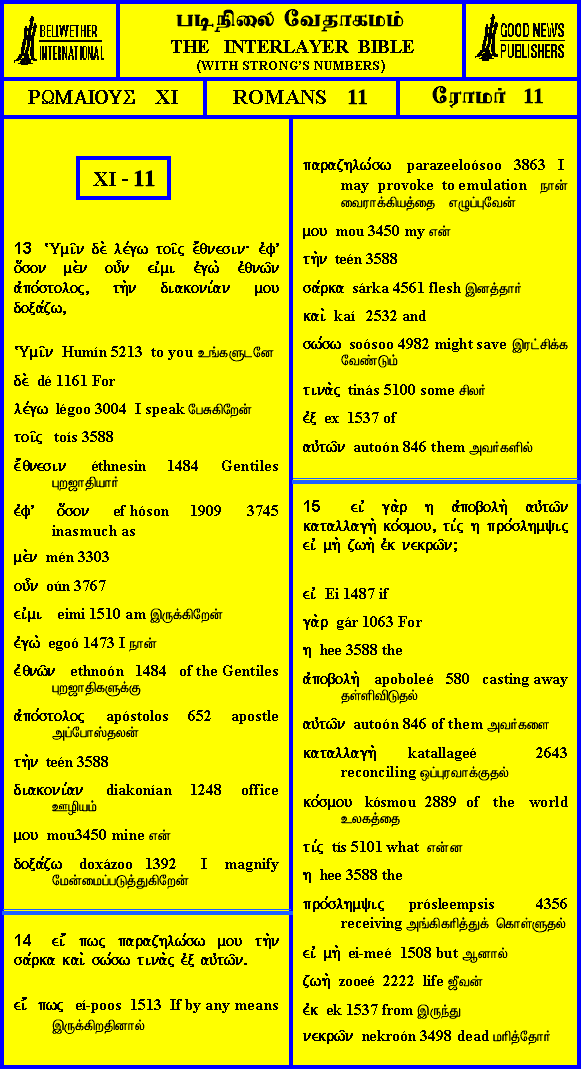 BELIWETHER
INTERNATIONAL
படிநிலை வேதாகமம்
THE INTERLAYER BIBLE
(WITH STRONG'S NUMBERS)
GOOD NEWS
PUBLISHERS
ΡΩΜΑΙΟΥΣ XI
ROMANS 11
ரோமர் 11
XI - 11
13 Ὑμῖν δὲ λέγω τοῖς ἔθνεσιν· ἐφ’
ὅσον μὲν οὖν εἰμι ἐγὼ ἐθνῶν
ἀπόστολος, τὴν διακονίαν μου
δοξάζω,
Ὑμῖν Humín 5213 to you உங்களுடனே
δὲ dé 1161 For
λέγω légoo 3004 I speak பேசுகிறேன்
τοῖς toís 3588
ἔθνεσιν éthnesin 1484 Gentiles
புறஜாதியார்
ἐφ’ ὅσον ef hóson 1909 3745
inasmuch as
μὲν mén 3303
οὖν oún 3767
εἰμι eimi 1510 am இருக்கிறேன்
ἐγὼ egoó 1473 I நான்
ἐθνῶν ethnoón 1484 of the Gentiles
புறஜாதிகளுக்கு
ἀπόστολος apóstolos 652 apostle
அப்போஸ்தலன்
τὴν teén 3588
διακονίαν diakonían 1248 office
ஊழியம்
μου mou3450 mine என்
δοξάζω doxázoo 1392 I magnify
மேன்மைப்படுத்துகிறேன்
14 εἴ πως παραζηλώσω μου τὴν
σάρκα καὶ σώσω τινὰς ἐξ αὐτῶν.
εἴ πως eí-poos 1513 If by any means
இருக்கிறதினால்
παραζηλώσω parazeeloósoo 3863 I
may provoke to emulation நான்
வைராக்கியத்தை எழுப்புவேன்
μου mou 3450 my என்
τὴν teén 3588
σάρκα sárka 4561 flesh இனத்தார்
καὶ kaí 2532 and
σώσω soósoo 4982 might save இரட்சிக்க
வேண்டும்
τινὰς tinás 5100 some சிலர்
ἐξ ex 1537 of
αὐτῶν autoón 846 them அவர்களில்
15 εἰ γὰρ η ἀποβολὴ αὐτῶν
καταλλαγὴ κόσμου, τίς η πρόσλημψις
εἰ μὴ ζωὴ ἐκ νεκρῶν;
εἰ Ei 1487 if
γὰρ gár 1063 For
η hee 3588 the
ἀποβολὴ apoboleé 580 casting away
தள்ளிவிடுதல்
αὐτῶν autoón 846 of them அவர்களை
καταλλαγὴ katallageé 2643
reconciling ஒப்புரவாக்குதல்
κόσμου kósmou 2889 of the world
உலகத்தை
τίς tís 5101 what என்ன
η hee 3588 the
πρόσλημψις prósleempsis 4356
receiving அங்கிகரித்துக் கொள்ளுதல்
εἰ μὴ ei-meé 1508 but ஆனால்
ζωὴ zooeé 2222 life ஜீவன்
ἐκ ek 1537 from இருந்து
νεκρῶν nekroón 3498 dead மரித்தோர்